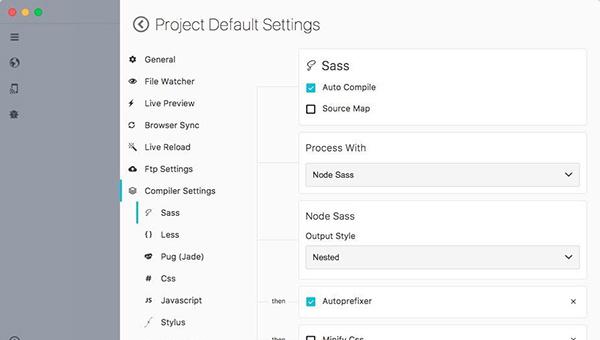 Project Default Settings
General
File Watcher
Live Preview
Browser Sync
Live Reload
Ftp Settings
Compiler Settings
Sass
{} Less
Pug (Jade)
# Css
JS Javascript
Stylus
Sass
Auto Compile
Source Map
Process With
Node Sass
Node Sass
Output Style
Nested
then Autoprefixer ×
then Minify Css